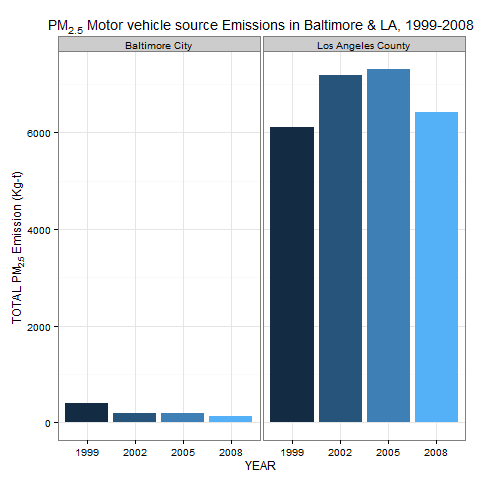 PM2.5 Motor vehicle source Emissions in Baltimore & LA, 1999-2008
Baltimore City
Los Angeles County
TOTAL PM2.5 Emission (Kg-t)
6000
4000
2000
0
1999 2002 2005 2008
1999 2002 2005 2008
YEAR